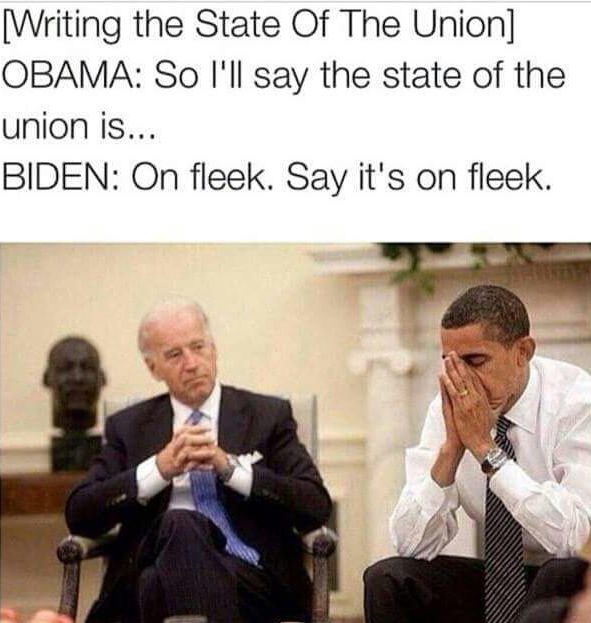 [Writing the State Of The Union]
OBAMA: So I'll say the state of the
union is...
BIDEN: On fleek. Say it's on fleek.